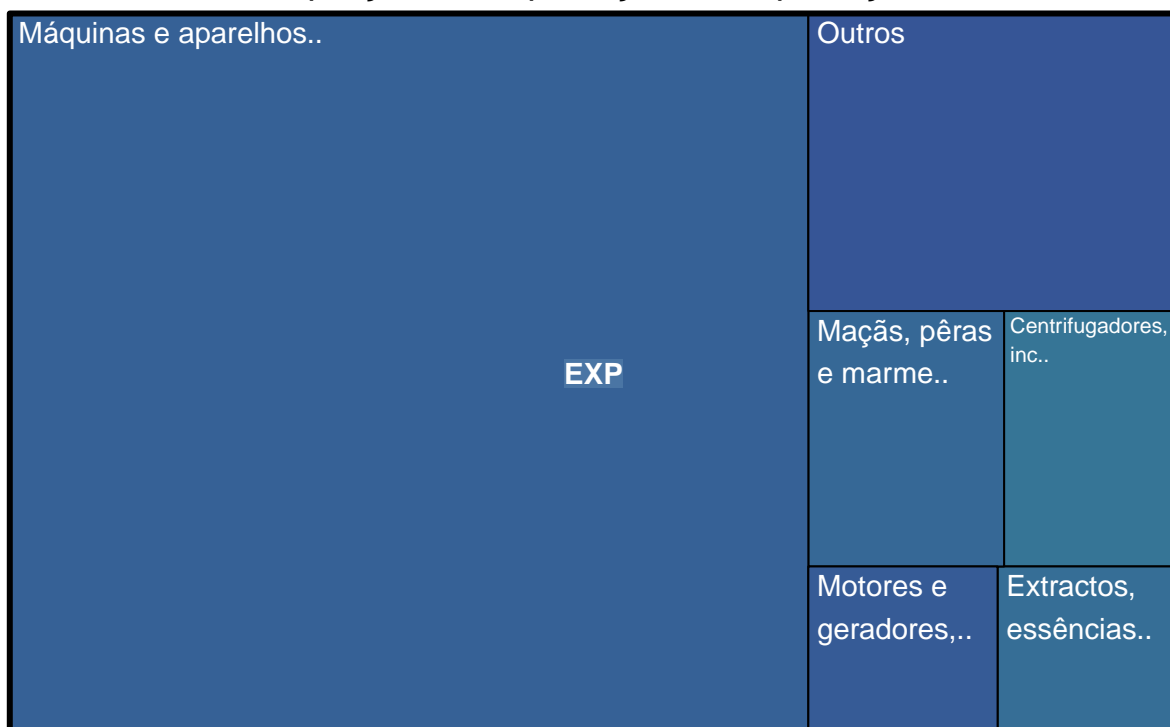 Máquinas e aparelhos..
Outros
EXP
Maçãs, pêras
e marme..
Centrifugadores,
inc..
Motores e
geradores,..
Extractos,
essências..